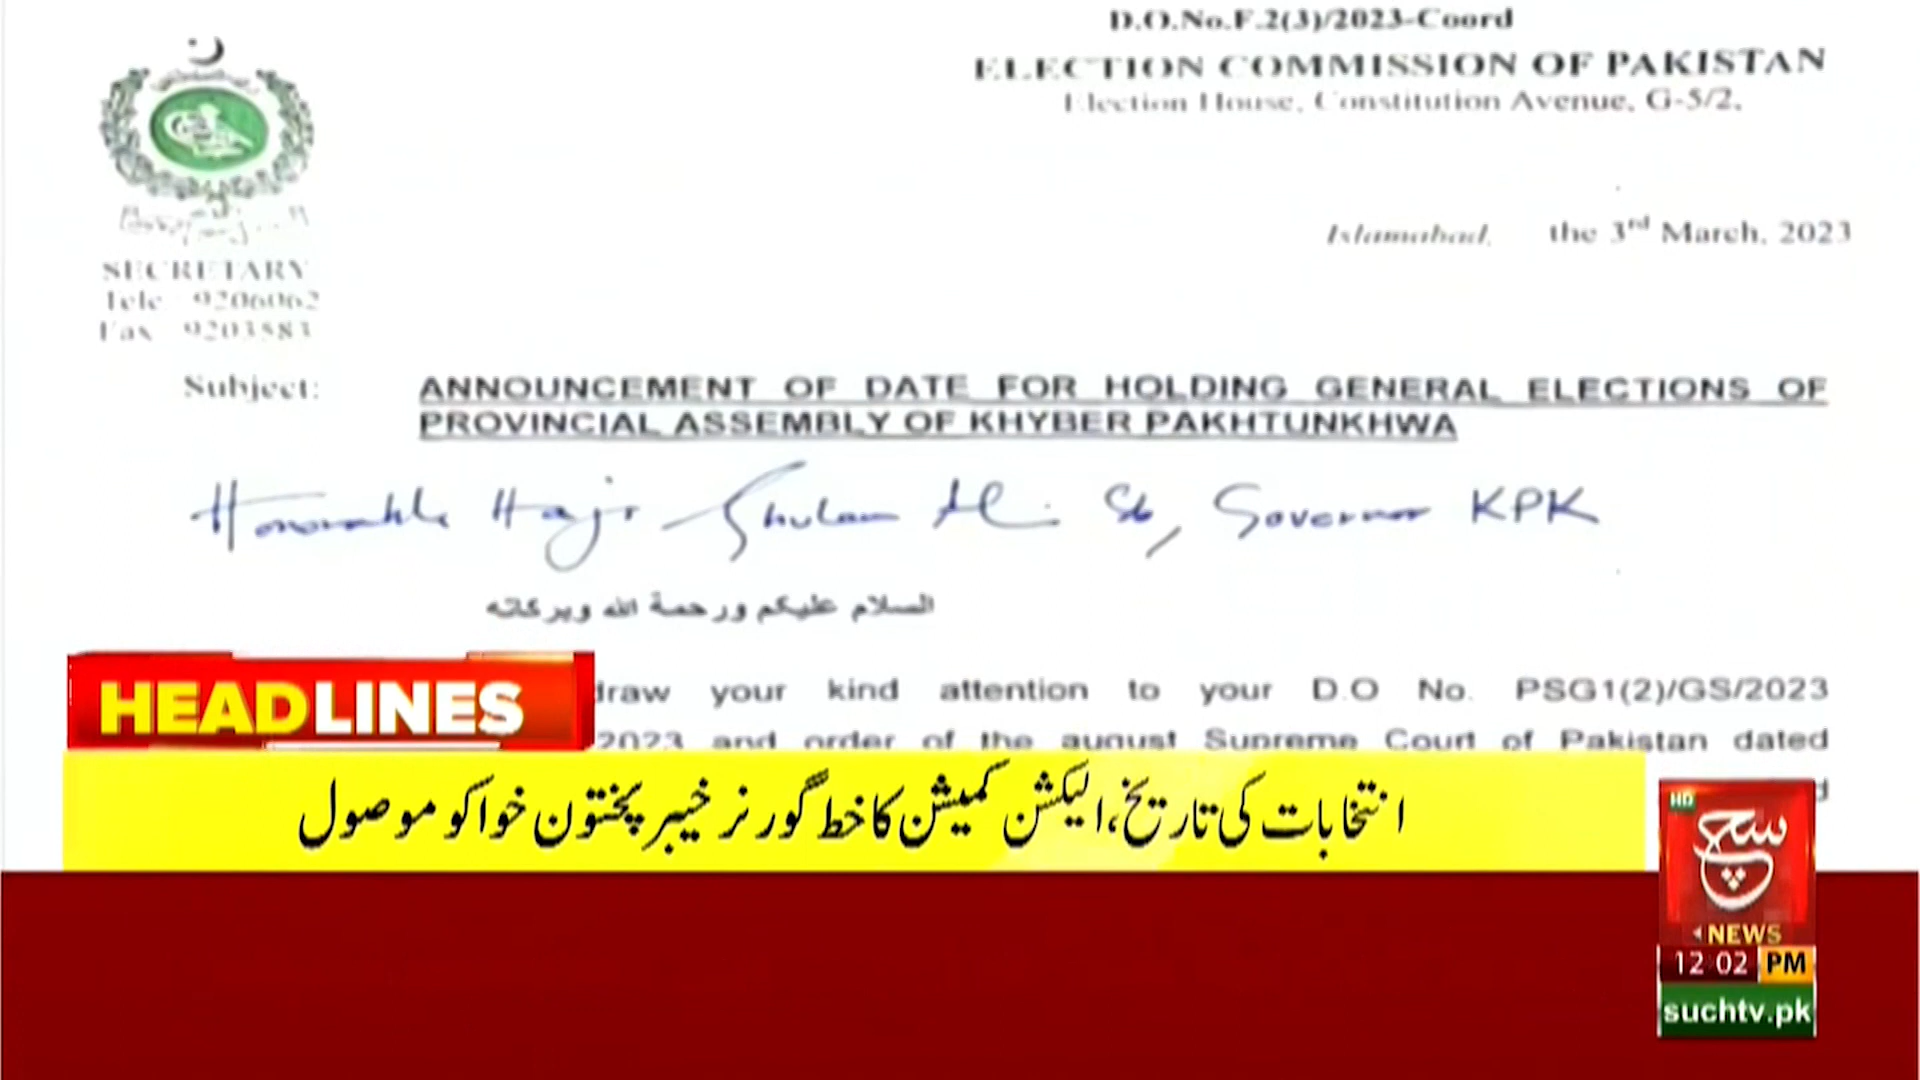 D.O.No.F.2(3)/2023-Coord
ELECTION COMMISSION OF PAKISTAN
Election House, Constitution Avenue, G-5/2,
Islamabad, the 3rd March, 2023
SECRETARY
Tele 9206062
Fax 9203583
Subject: ANNOUNCEMENT OF DATE FOR HOLDING GENERAL ELECTIONS OF
PROVINCIAL ASSEMBLY OF KHYBER PAKHTUNKHWA
Honorable Haji Ghulam Ali Sb, Governor KPK
السلام علیکم ورحمة الله وبرکاته
draw your kind attention to your D.O No. PSG1(2)/GS/2023
2023 and order of the august Supreme Court of Pakistan dated
HEADLINES
انتخابات کی تاریخ، الیکشن کمیشن کا خط گورنر خیبر پختون خوا کو موصول
HD
سچ
NEWS
12 02 PM
suchtv.pk